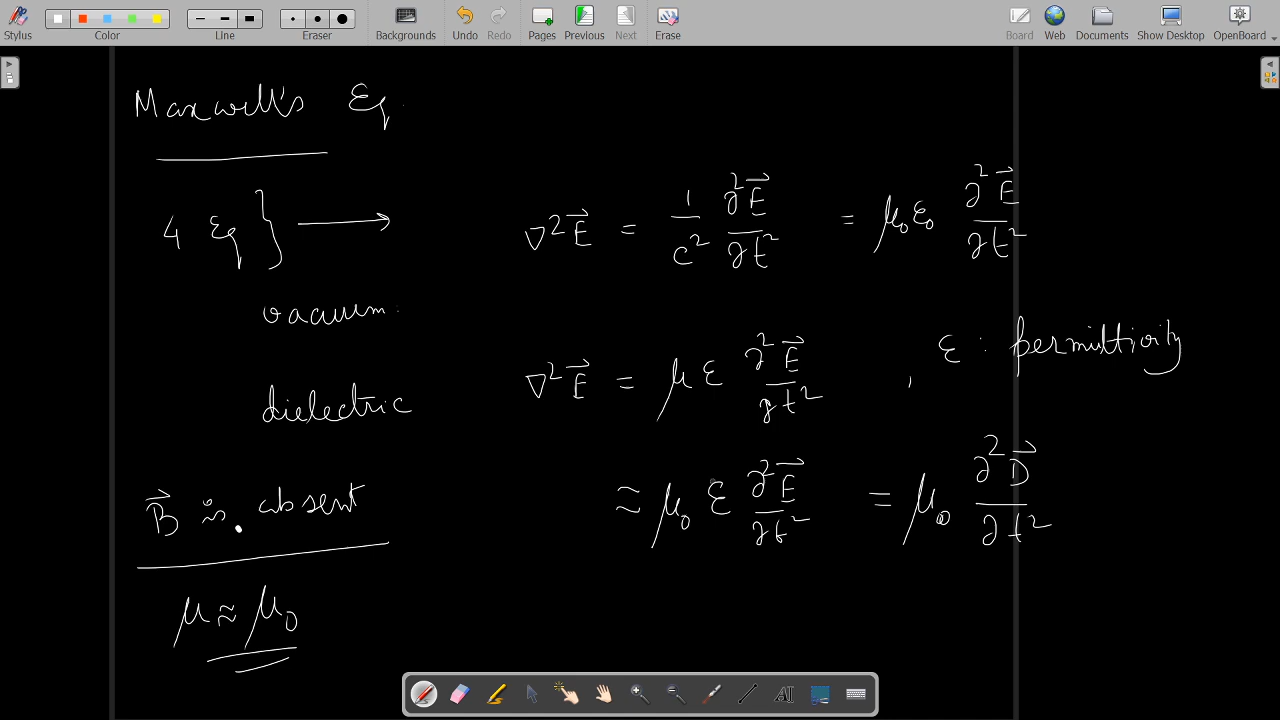 Stylus Color Line Eraser Backgrounds Undo Redo Pages Previous Next Erase Board Web Documents Show Desktop OpenBoard
Maxwell's Eq.
4 Eq } ⟶ ∇²E⃗ = 1/c² ∂²E⃗/∂t² = μ₀ε₀ ∂²E⃗/∂t²
vacuum.
dielectric ∇²E⃗ = με ∂²E⃗/∂t² , ε : permittivity
B⃗ is absent ≈ μ₀ε ∂²E⃗/∂t² = μ₀ ∂²D⃗/∂t²
μ ≈ μ₀